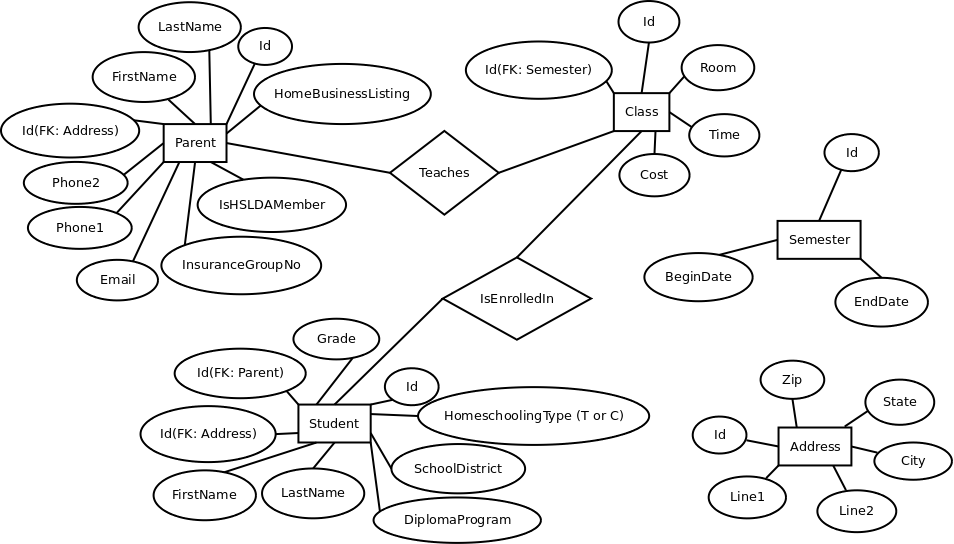 LastName
Id
Id
FirstName
Id(FK: Semester)
Room
HomeBusinessListing
Id(FK: Address)
Parent
Class
Time
Teaches
Cost
Id
Phone2
IsHSLDAMember
Phone1
Semester
InsuranceGroupNo
Email
BeginDate
IsEnrolledIn
EndDate
Grade
Id(FK: Parent)
Id
Zip
State
HomeschoolingType (T or C)
Student
Id(FK: Address)
Id
Address
City
SchoolDistrict
FirstName
LastName
Line1
Line2
DiplomaProgram